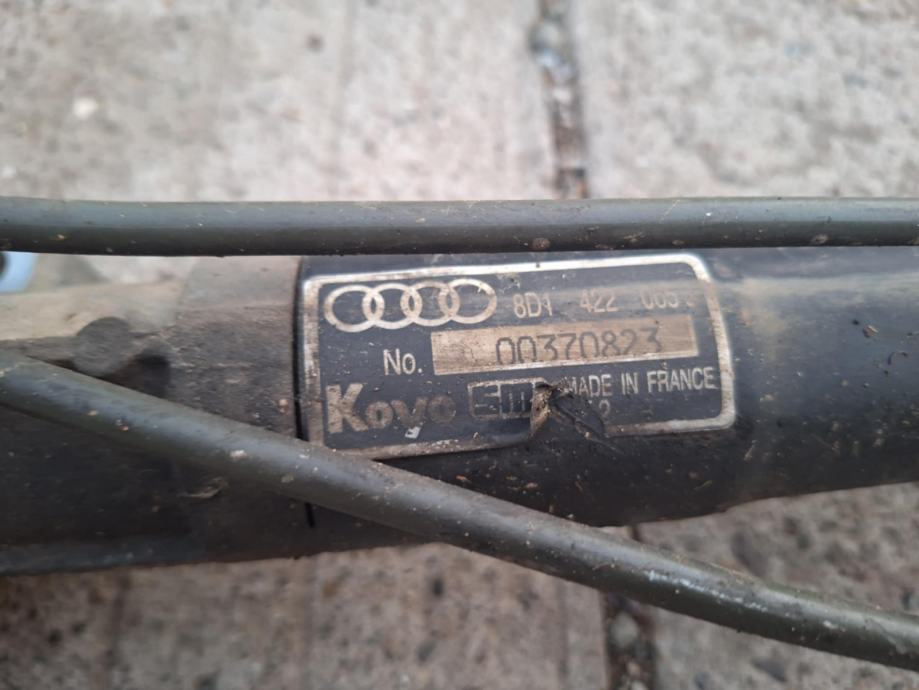 8D1 422 065
No. 00370823
Koyo MADE IN FRANCE